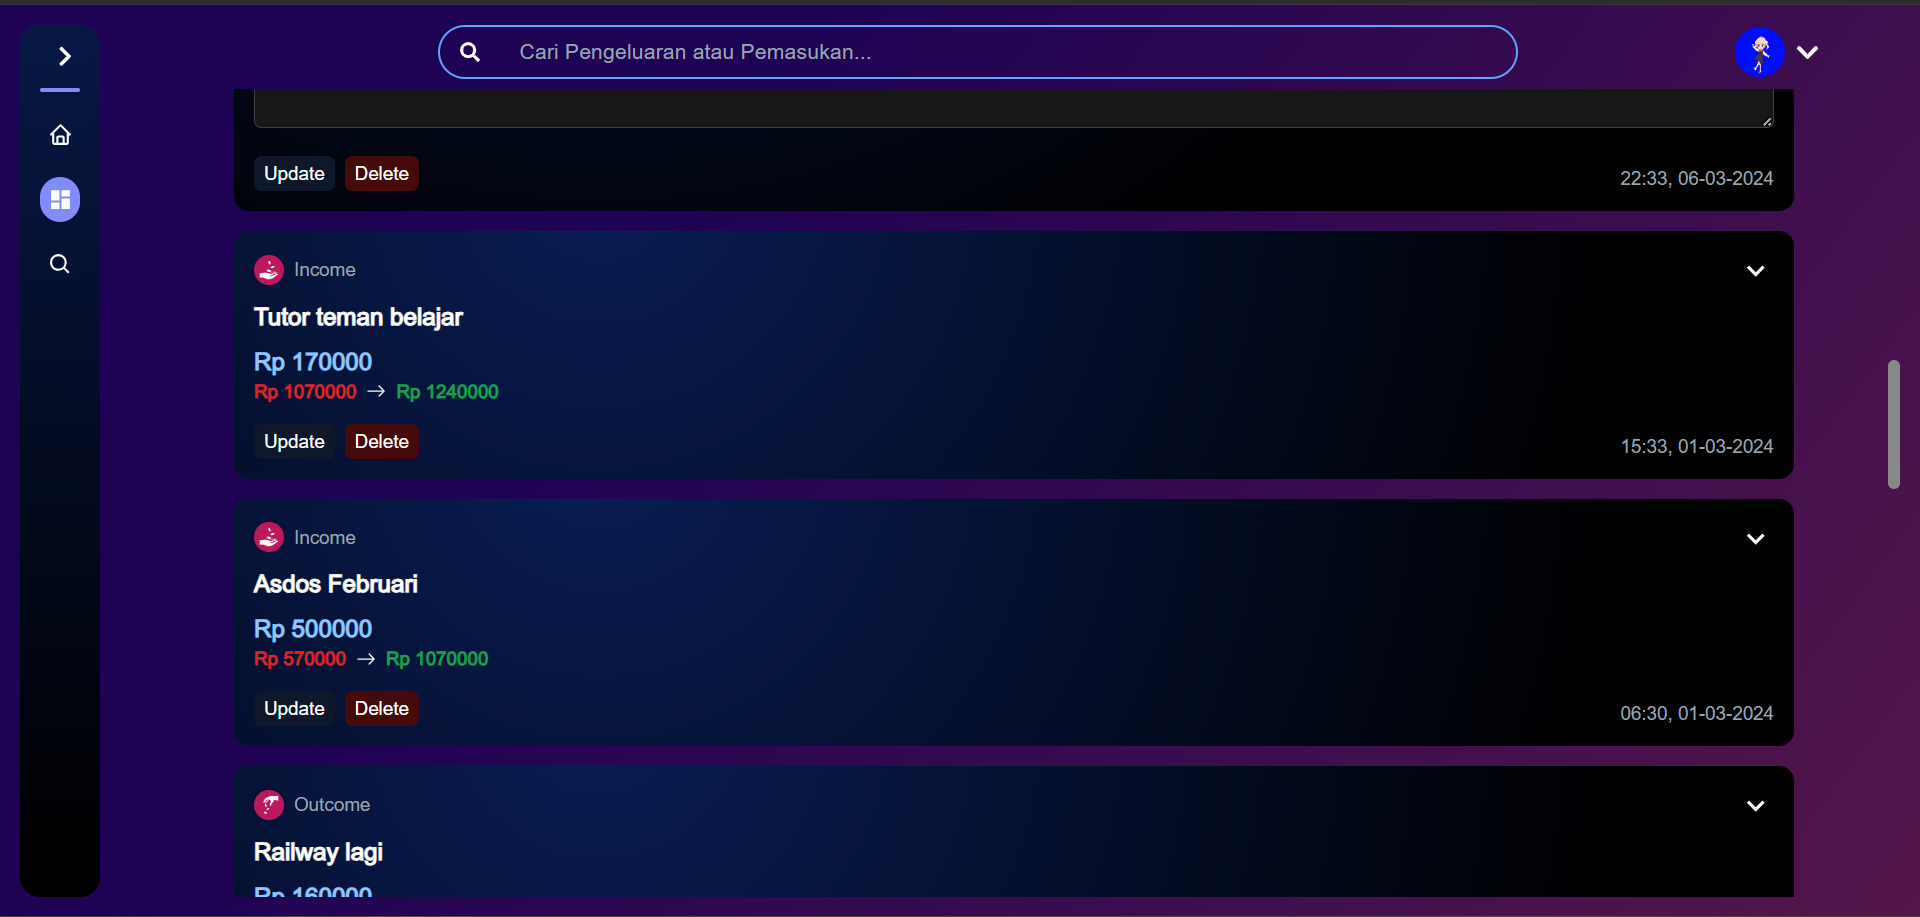 Cari Pengeluaran atau Pemasukan...
Update Delete
22:33, 06-03-2024
Income
Tutor teman belajar
Rp 170000
Rp 1070000 → Rp 1240000
Update Delete
15:33, 01-03-2024
Income
Asdos Februari
Rp 500000
Rp 570000 → Rp 1070000
Update Delete
06:30, 01-03-2024
Outcome
Railway lagi
Rp 160000